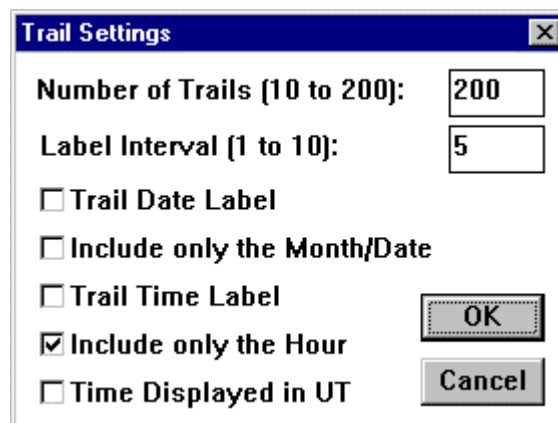 Trail Settings
Number of Trails (10 to 200): 200
Label Interval (1 to 10): 5
Trail Date Label
Include only the Month/Date
Trail Time Label
OK
Include only the Hour
Cancel
Time Displayed in UT